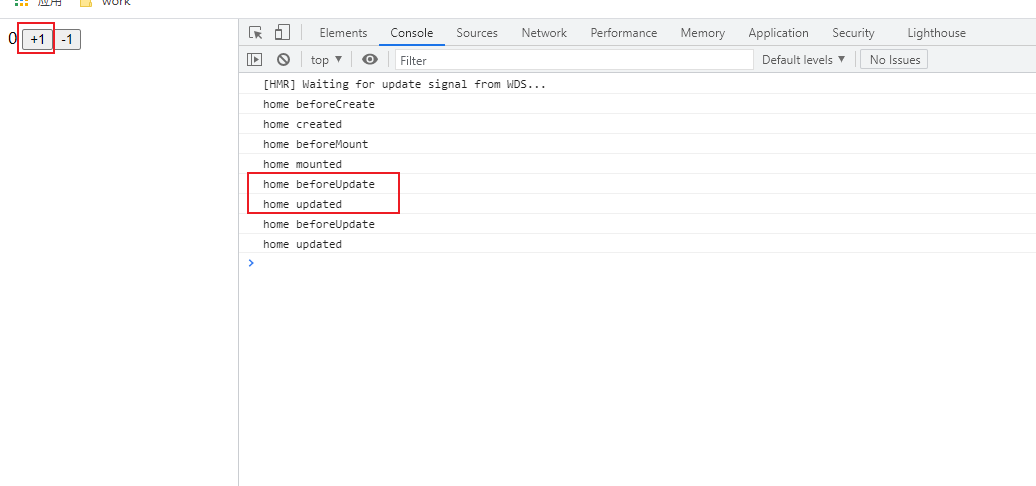 应用 work
0 +1 -1
Elements Console Sources Network Performance Memory Application Security Lighthouse
top ▼ Filter Default levels ▼ No Issues
[HMR] Waiting for update signal from WDS...
home beforeCreate
home created
home beforeMount
home mounted
home beforeUpdate
home updated
home beforeUpdate
home updated
>